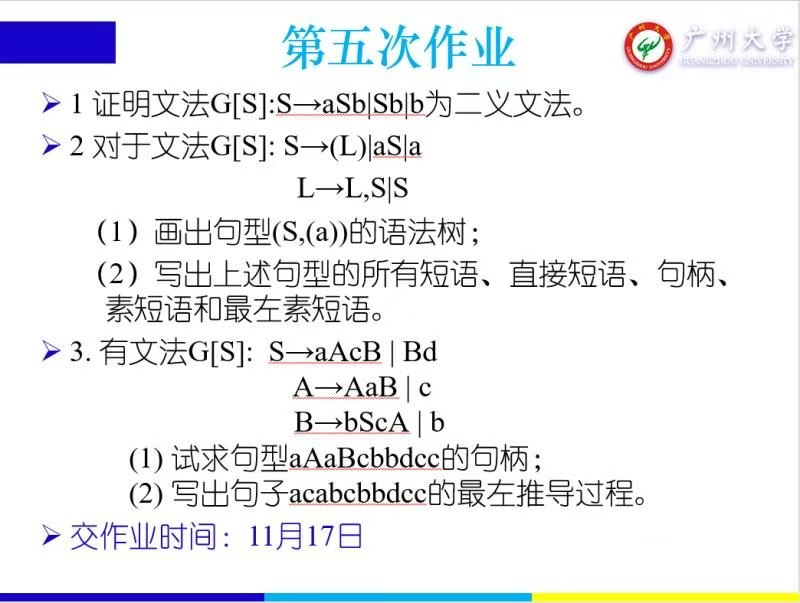 第五次作业
广州大学
GUANGZHOU UNIVERSITY
➢ 1 证明文法G[S]:S→aSb|Sb|b为二义文法。
➢ 2 对于文法G[S]: S→(L)|aS|a
L→L,S|S
（1）画出句型(S,(a))的语法树；
（2）写出上述句型的所有短语、直接短语、句柄、
素短语和最左素短语。
➢ 3. 有文法G[S]: S→aAcB | Bd
A→AaB | c
B→bScA | b
(1) 试求句型aAaBcbbdcc的句柄；
(2) 写出句子acabcbbdcc的最左推导过程。
➢ 交作业时间：11月17日